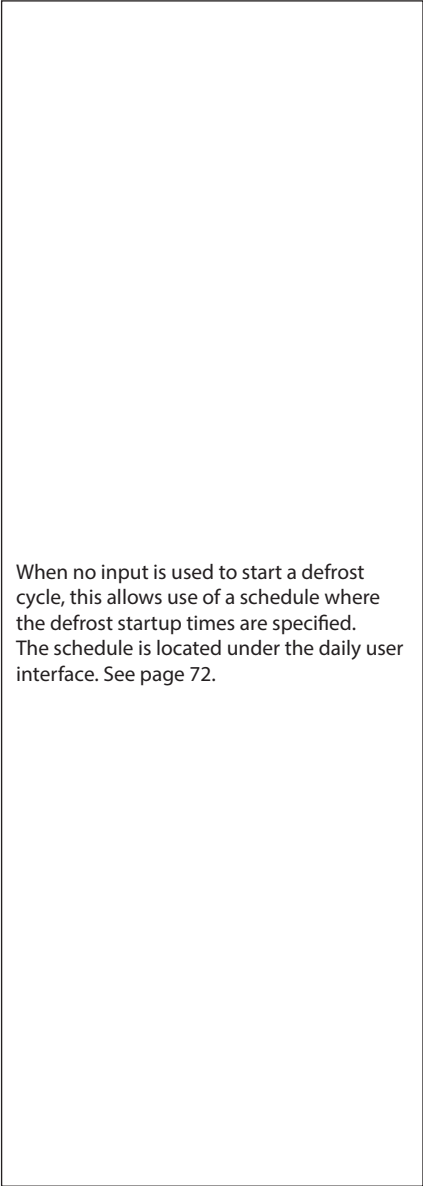 When no input is used to start a defrost
cycle, this allows use of a schedule where
the defrost startup times are specified.
The schedule is located under the daily user
interface. See page 72.